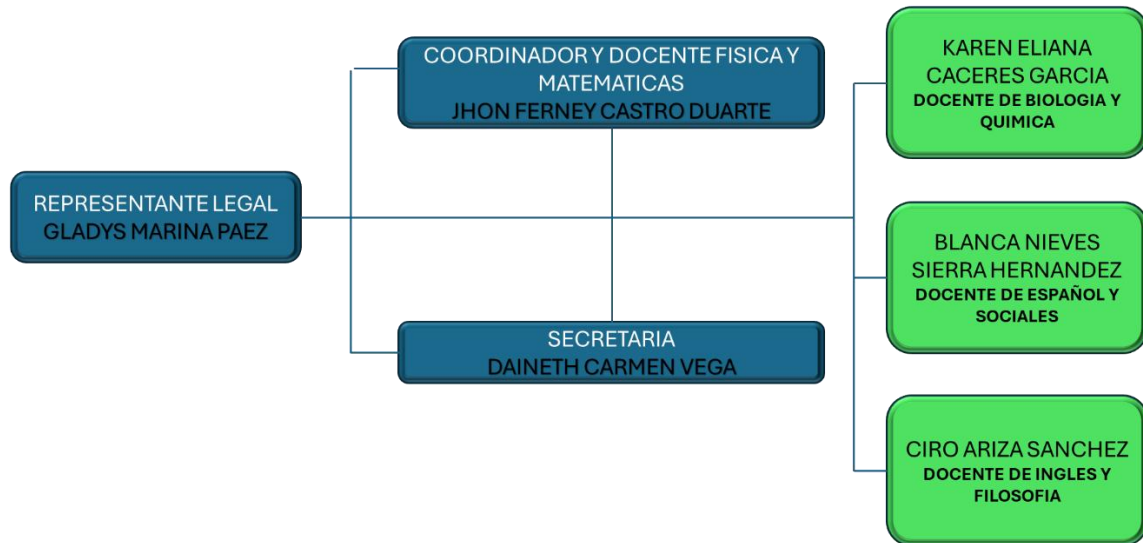 REPRESENTANTE LEGAL
GLADYS MARINA PAEZ
COORDINADOR Y DOCENTE FISICA Y
MATEMATICAS
JHON FERNEY CASTRO DUARTE
SECRETARIA
DAINETH CARMEN VEGA
KAREN ELIANA
CACERES GARCIA
DOCENTE DE BIOLOGIA Y
QUIMICA
BLANCA NIEVES
SIERRA HERNANDEZ
DOCENTE DE ESPAÑOL Y
SOCIALES
CIRO ARIZA SANCHEZ
DOCENTE DE INGLES Y
FILOSOFIA